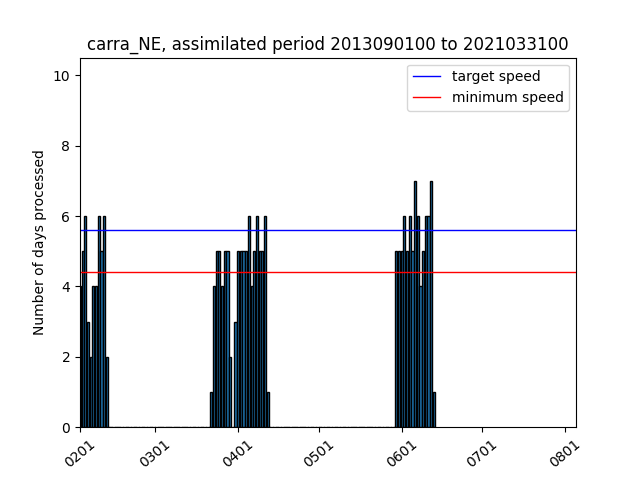 carra_NE, assimilated period 2013090100 to 2021033100
target speed
minimum speed
Number of days processed
10
8
6
4
2
0
0201 0301 0401 0501 0601 0701 0801